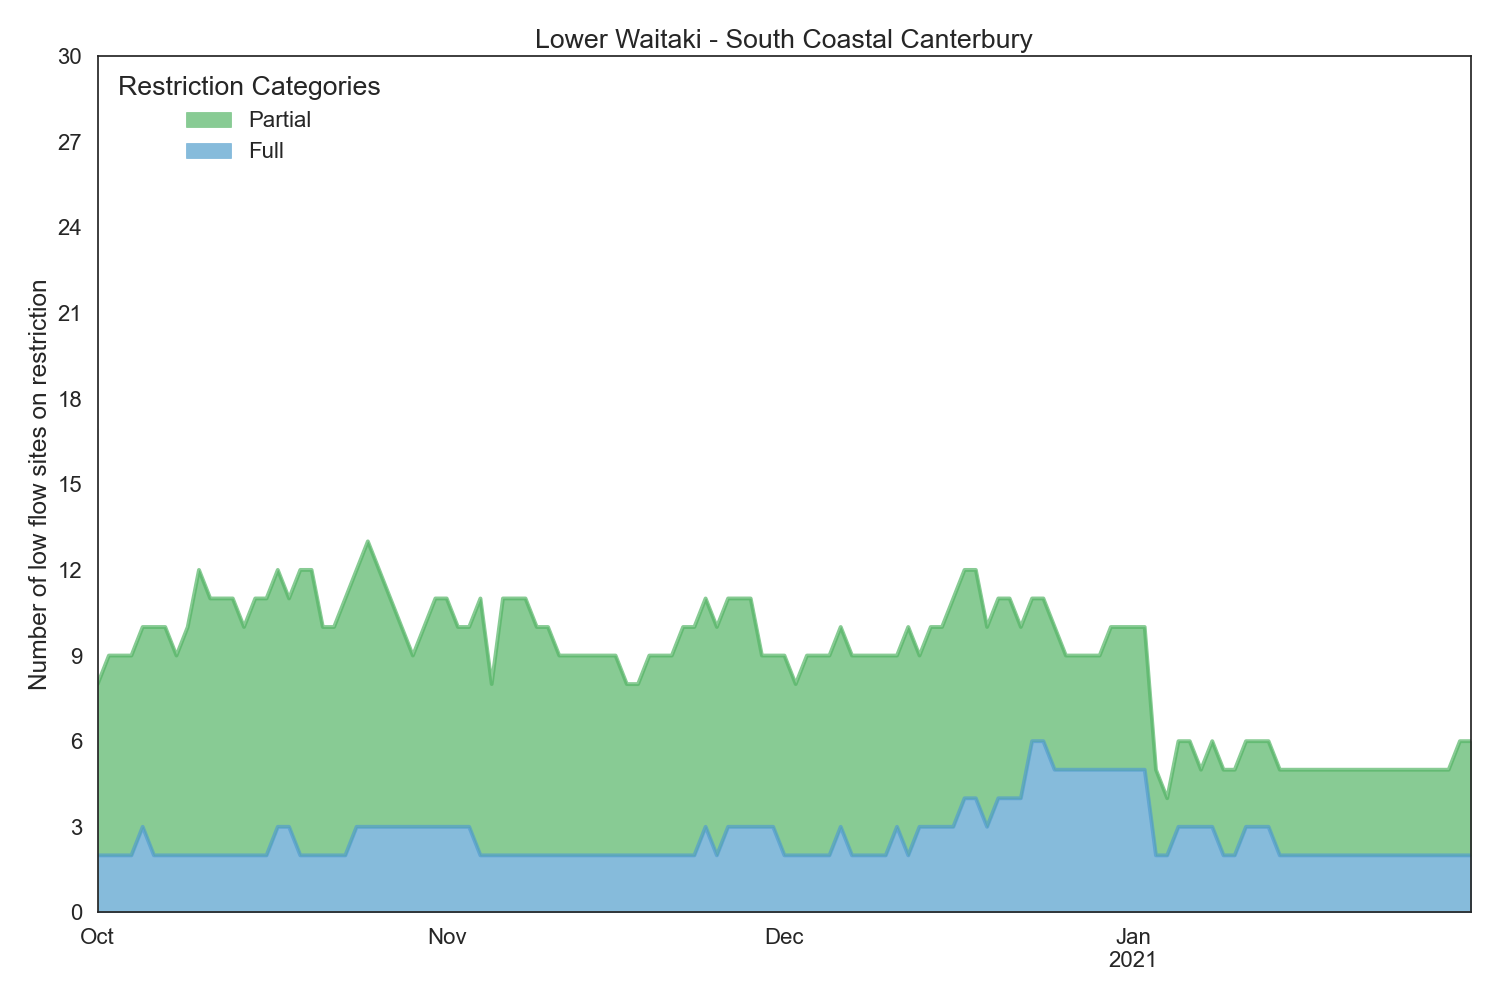 Lower Waitaki - South Coastal Canterbury
Restriction Categories
Partial
Full
Number of low flow sites on restriction
30
27
24
21
18
15
12
9
6
3
0
Oct
Nov
Dec
Jan
2021